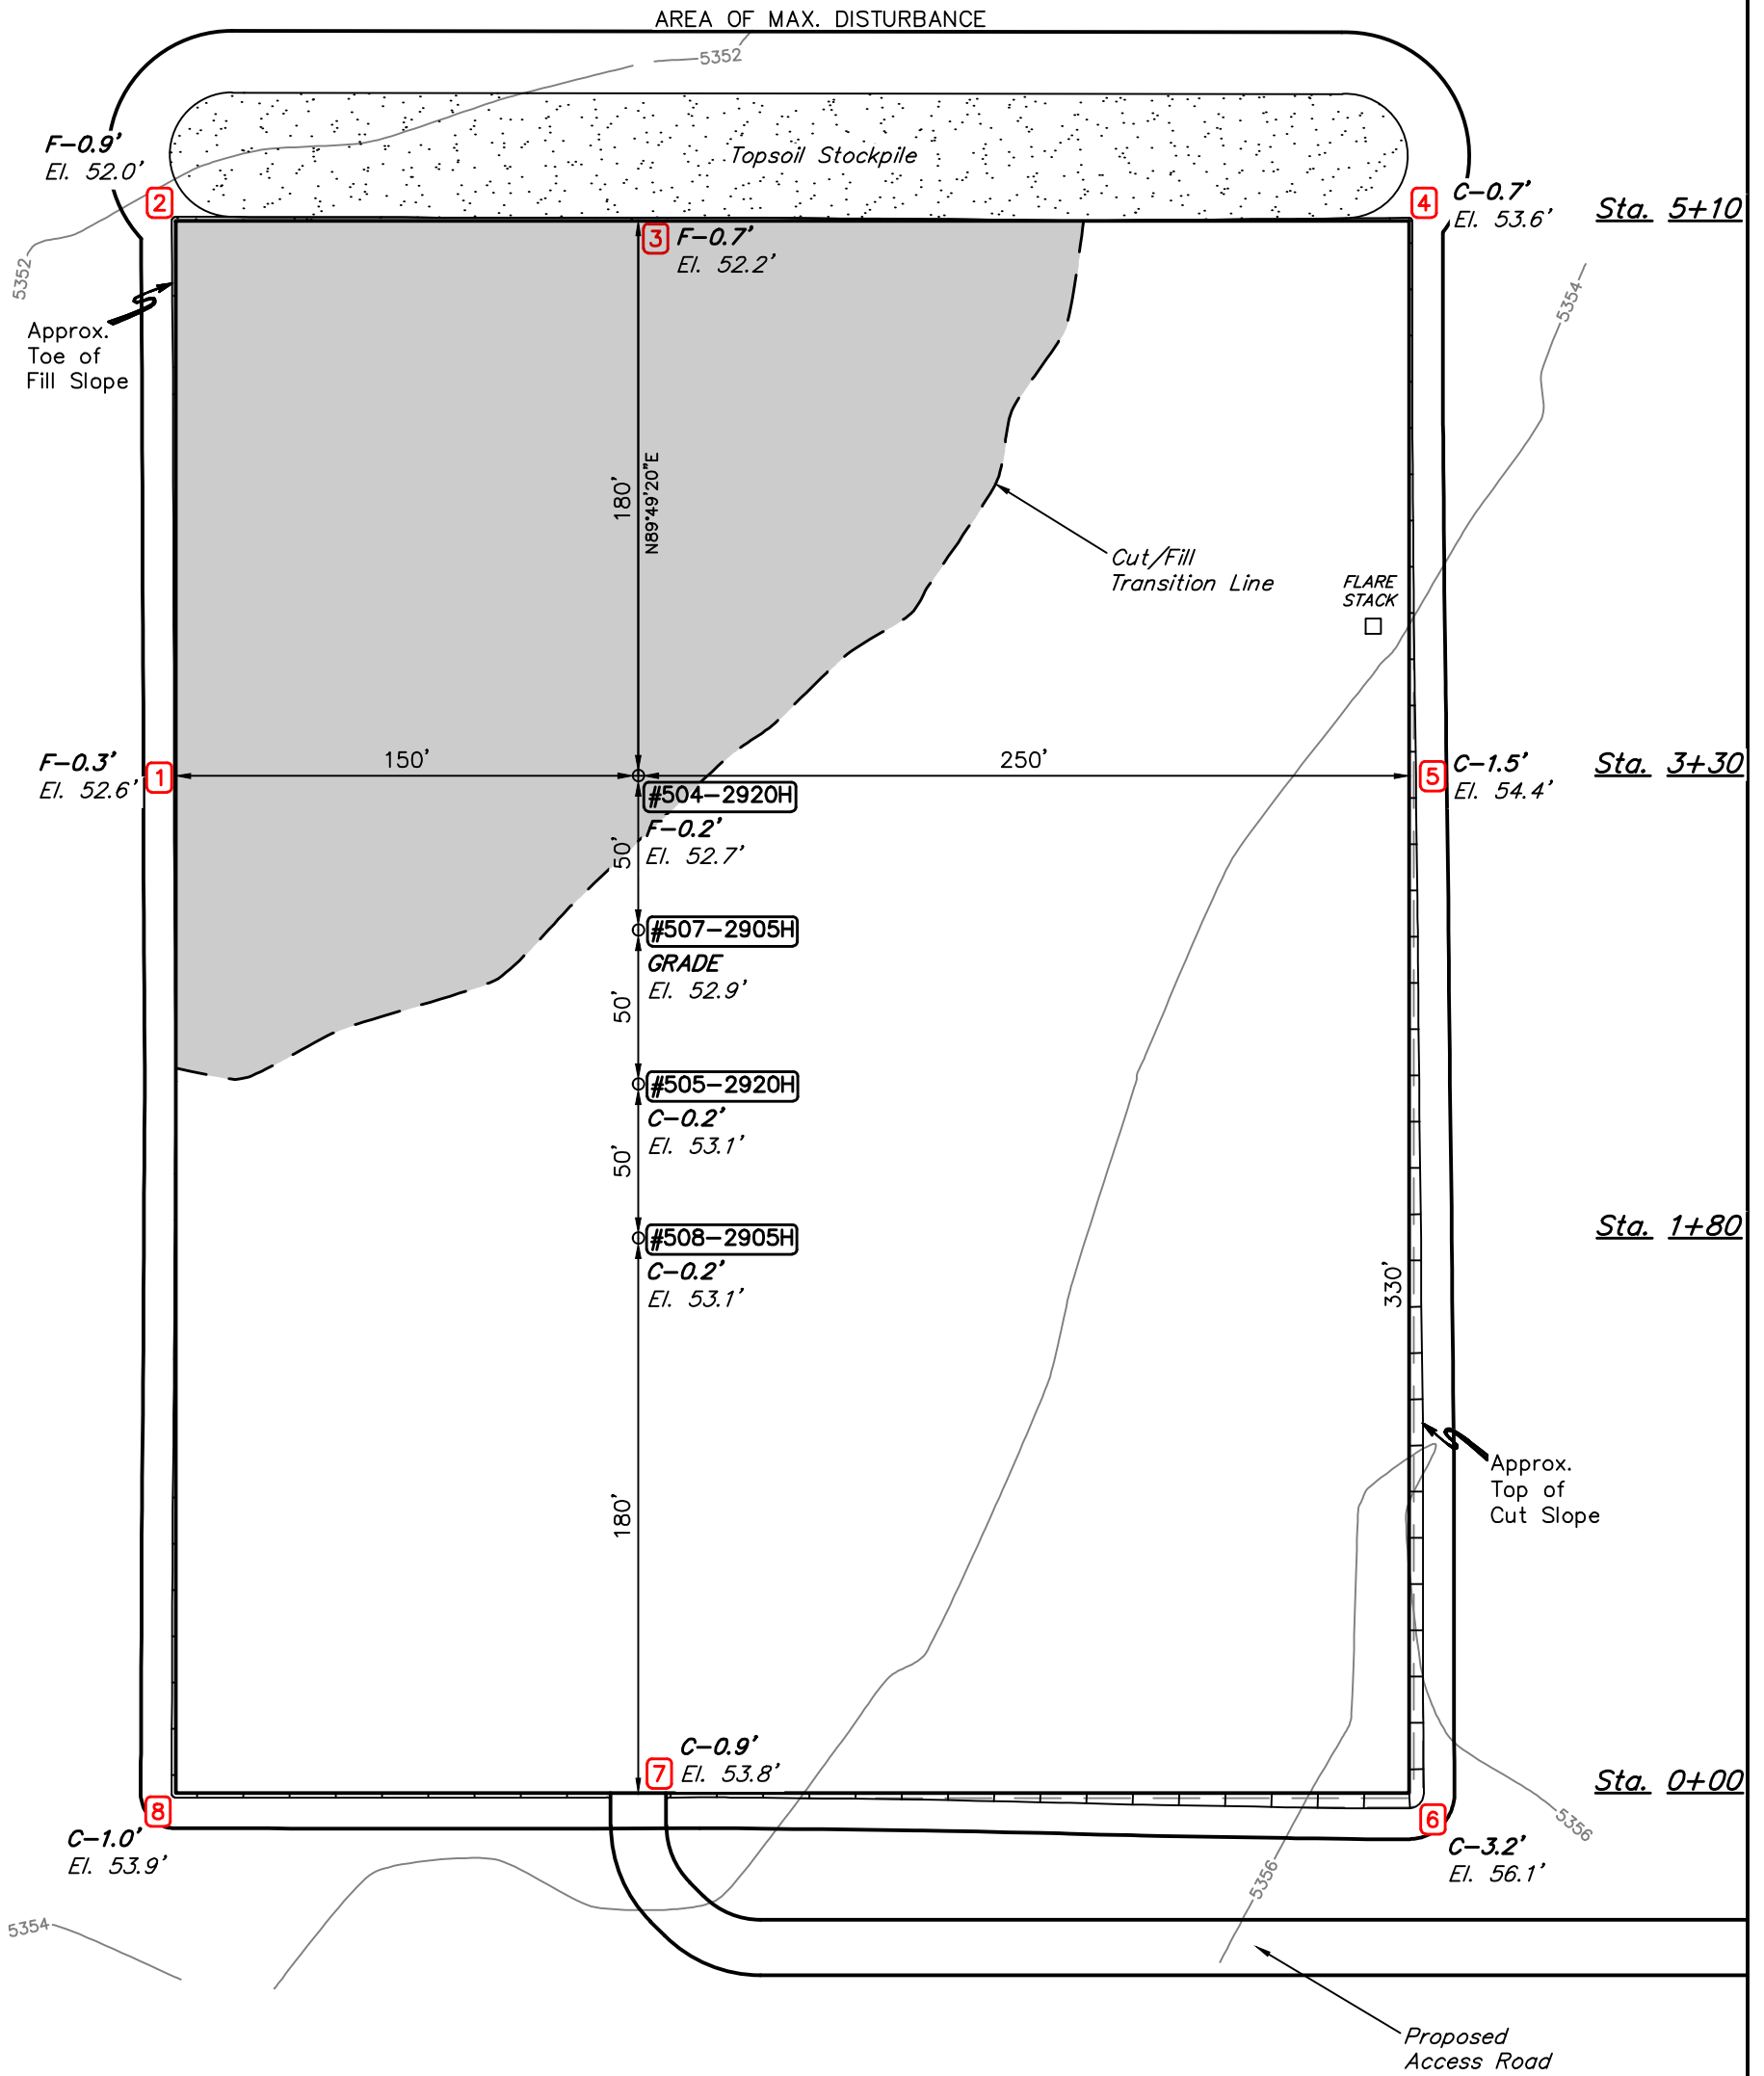 AREA OF MAX. DISTURBANCE
5352
Topsoil Stockpile
F-0.9'
El. 52.0'
2
4
C-0.7'
El. 53.6'
Sta. 5+10
3
F-0.7'
El. 52.2'
5352
5354
Approx.
Toe of
Fill Slope
180'
N89°49'20"E
Cut/Fill
Transition Line
FLARE
STACK
F-0.3'
El. 52.6'
1
150'
250'
5
C-1.5'
El. 54.4'
Sta. 3+30
#504-2920H
F-0.2'
El. 52.7'
50'
#507-2905H
GRADE
El. 52.9'
50'
#505-2920H
C-0.2'
El. 53.1'
50'
#508-2905H
C-0.2'
El. 53.1'
Sta. 1+80
330'
Approx.
Top of
Cut Slope
180'
C-0.9'
El. 53.8'
7
Sta. 0+00
8
C-1.0'
El. 53.9'
6
C-3.2'
El. 56.1'
5356
5356
5354
Proposed
Access Road